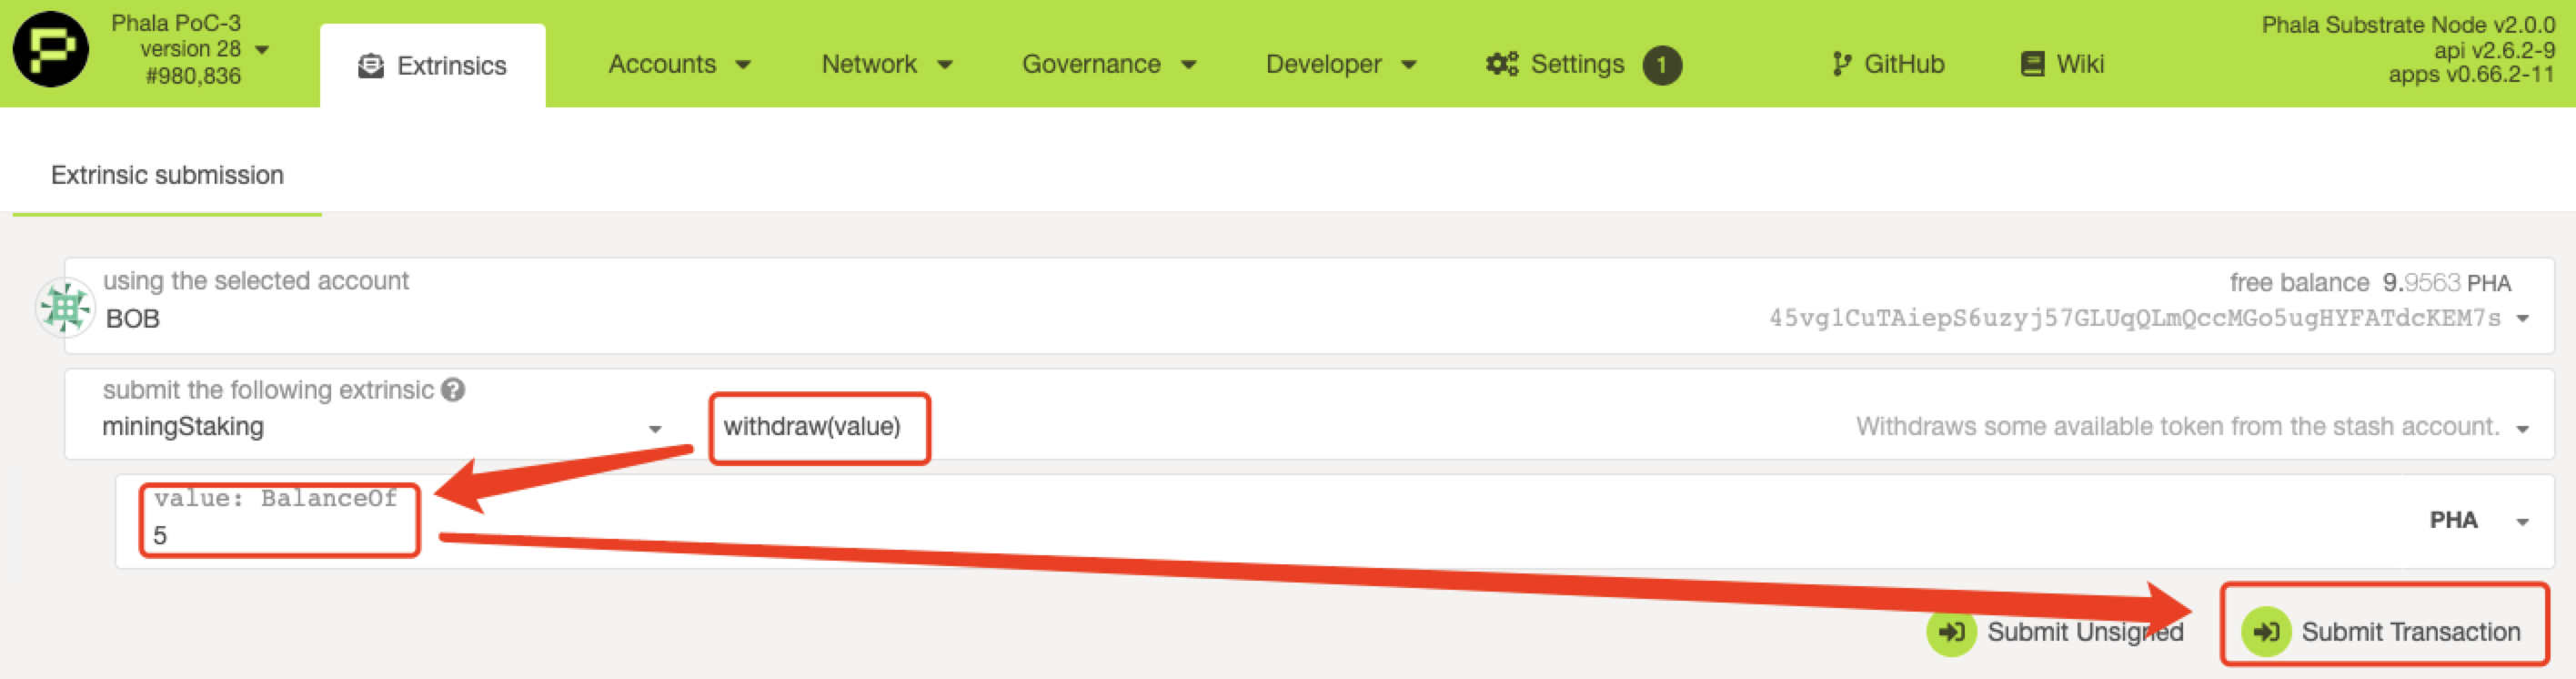 Phala PoC-3
version 28
#980,836
Extrinsics
Accounts
Network
Governance
Developer
Settings
1
GitHub
Wiki
Phala Substrate Node v2.0.0
api v2.6.2-9
apps v0.66.2-11
Extrinsic submission
using the selected account
BOB
free balance 9.9563 PHA
45vg1CuTAiepS6uzyj57GLUqQLmQccMGo5ugHYFATdcKEM7s
submit the following extrinsic ?
miningStaking
withdraw(value)
Withdraws some available token from the stash account.
value: BalanceOf
5
PHA
Submit Unsigned
Submit Transaction